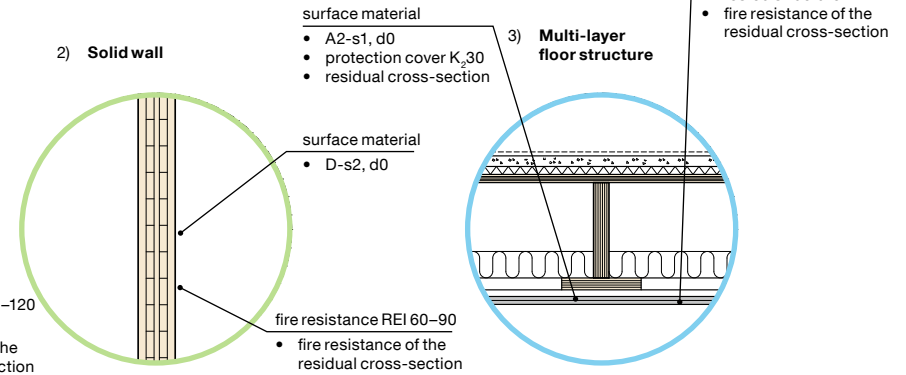 surface material
• A2-s1, d0
• protection cover K₂30
• residual cross-section
2) Solid wall
3) Multi-layer
floor structure
• fire resistance of the
residual cross-section
surface material
• D-s2, d0
fire resistance REI 60–90
• fire resistance of the
residual cross-section
–120